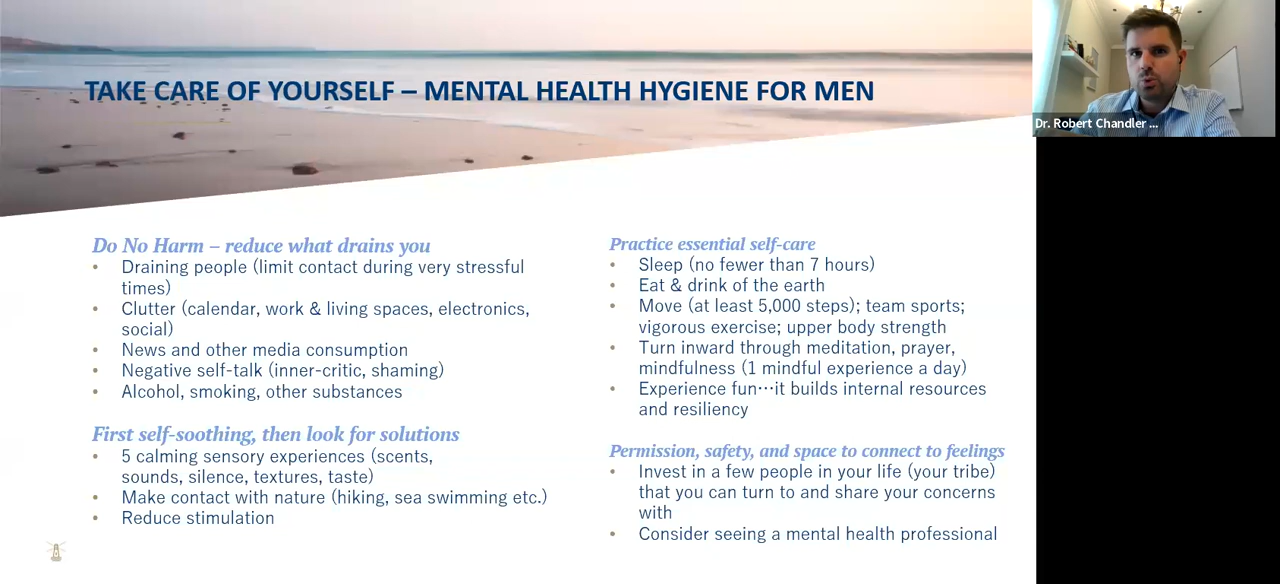 TAKE CARE OF YOURSELF – MENTAL HEALTH HYGIENE FOR MEN
Dr. Robert Chandler ...
Do No Harm – reduce what drains you
• Draining people (limit contact during very stressful
times)
• Clutter (calendar, work & living spaces, electronics,
social)
• News and other media consumption
• Negative self-talk (inner-critic, shaming)
• Alcohol, smoking, other substances
First self-soothing, then look for solutions
• 5 calming sensory experiences (scents,
sounds, silence, textures, taste)
• Make contact with nature (hiking, sea swimming etc.)
• Reduce stimulation
Practice essential self-care
• Sleep (no fewer than 7 hours)
• Eat & drink of the earth
• Move (at least 5,000 steps); team sports;
vigorous exercise; upper body strength
• Turn inward through meditation, prayer,
mindfulness (1 mindful experience a day)
• Experience fun⋯it builds internal resources
and resiliency
Permission, safety, and space to connect to feelings
• Invest in a few people in your life (your tribe)
that you can turn to and share your concerns
with
• Consider seeing a mental health professional